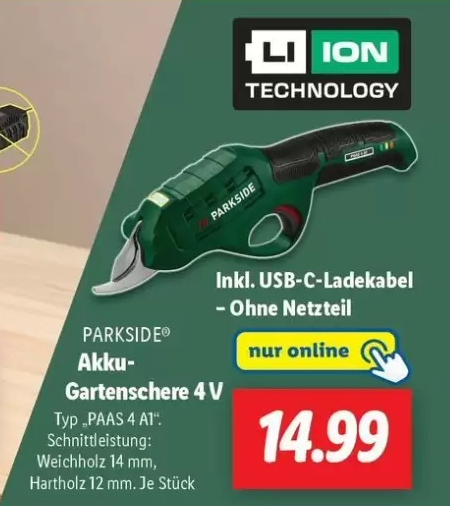 LI ION
TECHNOLOGY
PARKSIDE
Inkl. USB-C-Ladekabel
– Ohne Netzteil
PARKSIDE®
Akku-
Gartenschere 4 V
Typ „PAAS 4 A1“.
Schnittleistung:
Weichholz 14 mm,
Hartholz 12 mm. Je Stück
nur online
14.99